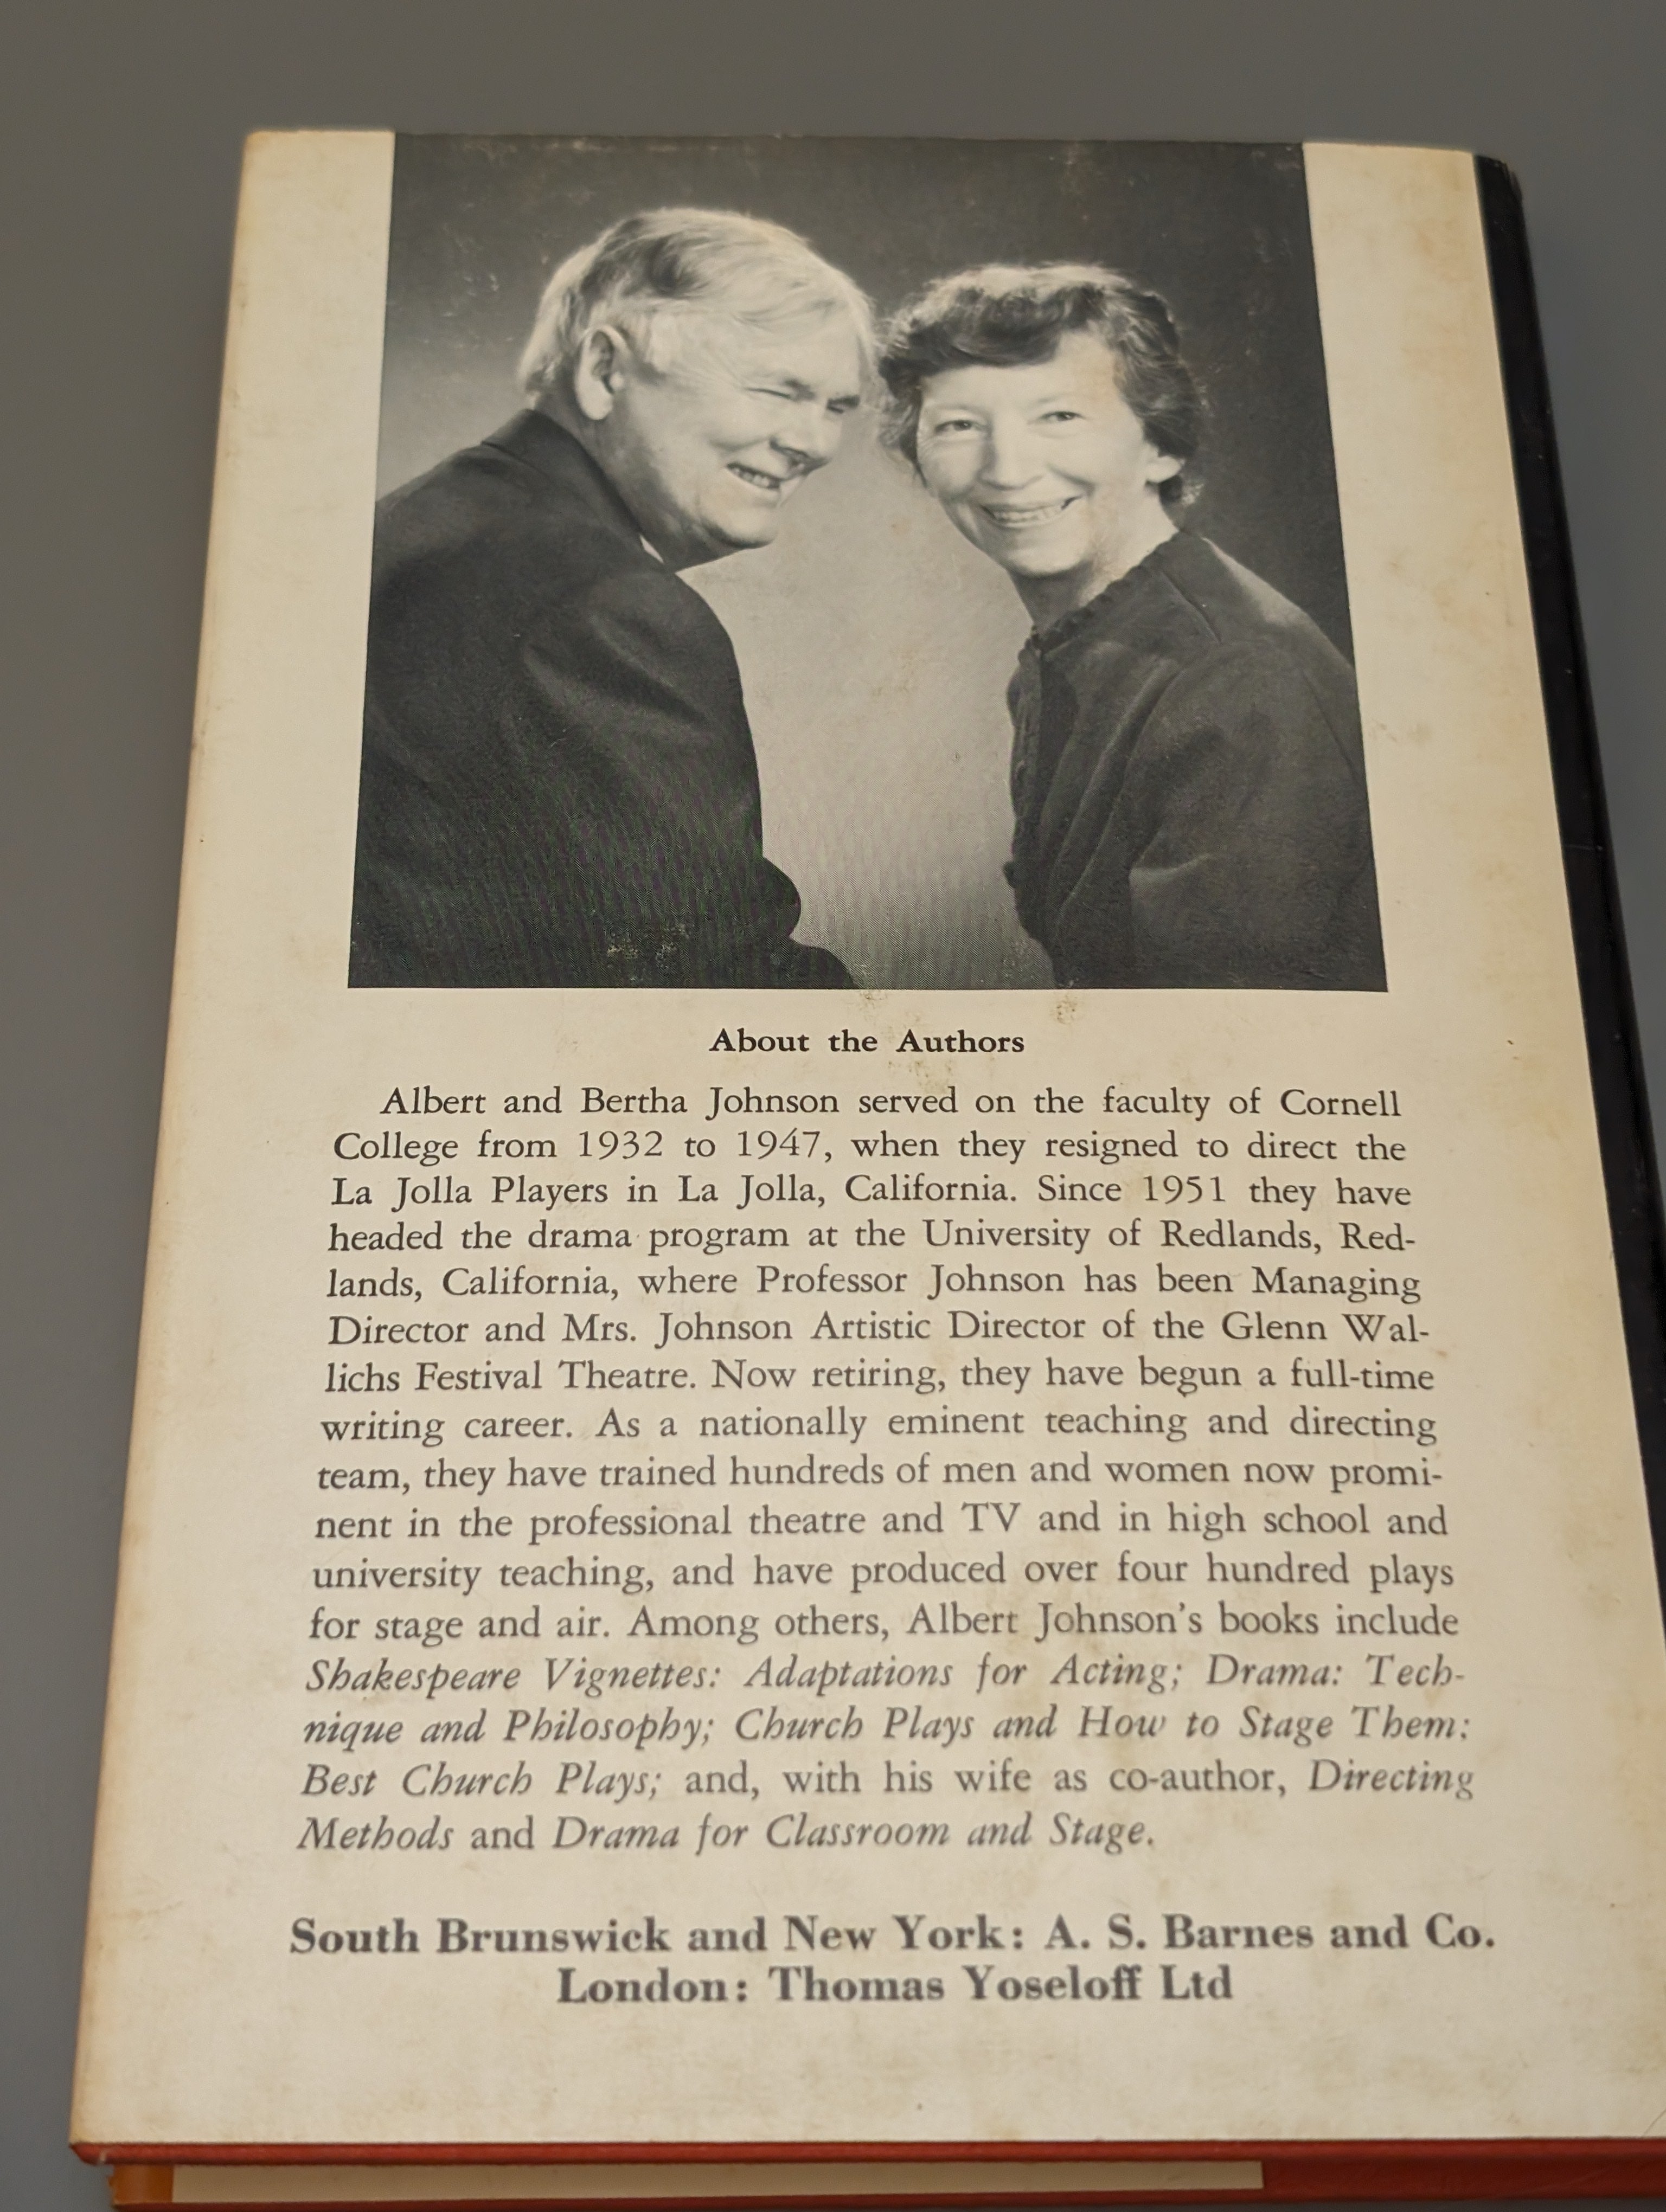 About the Authors
Albert and Bertha Johnson served on the faculty of Cornell
College from 1932 to 1947, when they resigned to direct the
La Jolla Players in La Jolla, California. Since 1951 they have
headed the drama program at the University of Redlands, Red-
lands, California, where Professor Johnson has been Managing
Director and Mrs. Johnson Artistic Director of the Glenn Wal-
lichs Festival Theatre. Now retiring, they have begun a full-time
writing career. As a nationally eminent teaching and directing
team, they have trained hundreds of men and women now promi-
nent in the professional theatre and TV and in high school and
university teaching, and have produced over four hundred plays
for stage and air. Among others, Albert Johnson's books include
Shakespeare Vignettes: Adaptations for Acting; Drama: Tech-
nique and Philosophy; Church Plays and How to Stage Them;
Best Church Plays; and, with his wife as co-author, Directing
Methods and Drama for Classroom and Stage.
South Brunswick and New York: A. S. Barnes and Co.
London: Thomas Yoseloff Ltd